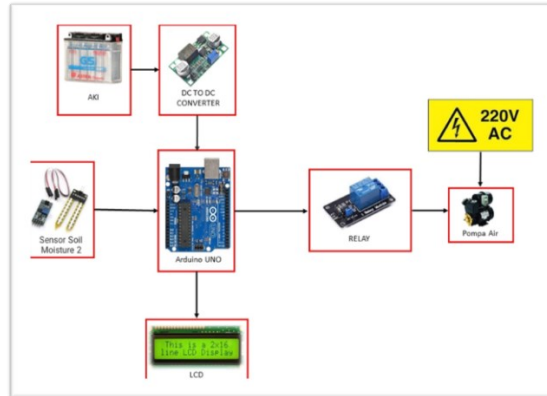 AKI
DC TO DC
CONVERTER
220V
AC
Sensor Soil
Moisture 2
Arduino UNO
RELAY
Pompa Air
This is a 2x16
line LCD Display
LCD